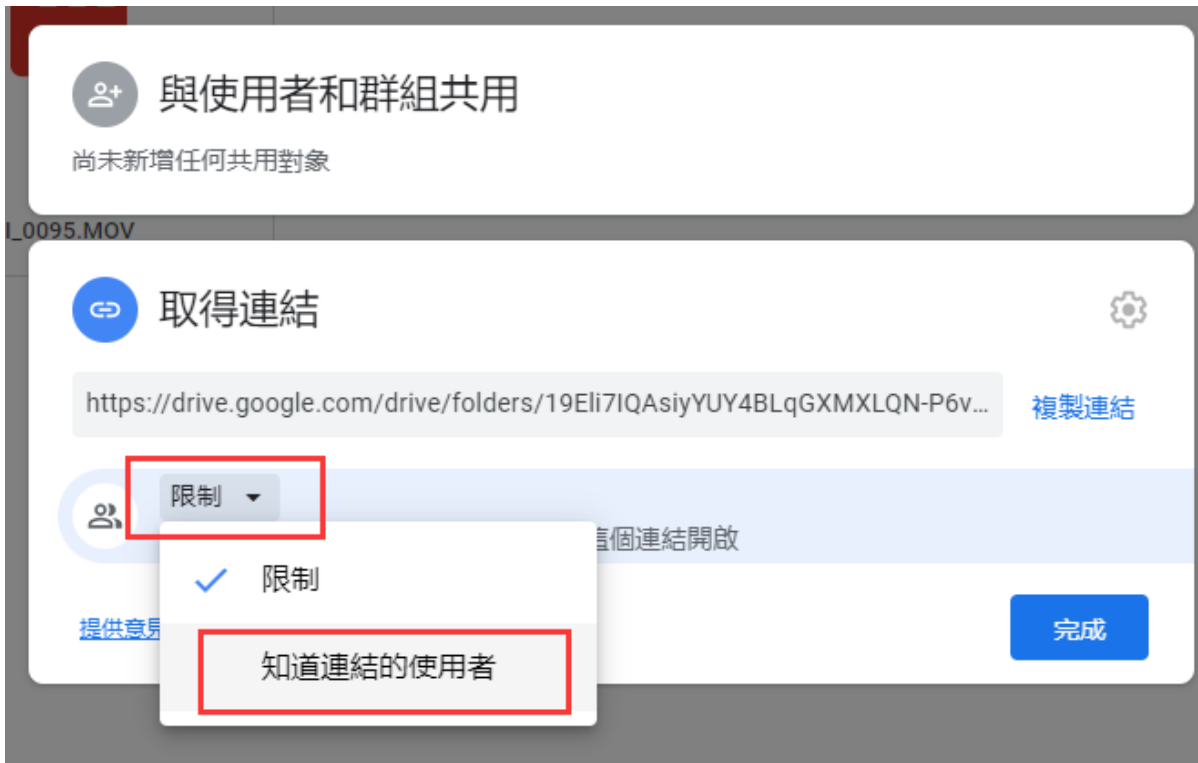 與使用者和群組共用
尚未新增任何共用對象
I_0095.MOV
取得連結
https://drive.google.com/drive/folders/19Eli7IQAsiyYUY4BLqGXMXLQN-P6v...
複製連結
限制
個連結開啟
限制
提供意見
完成
知道連結的使用者